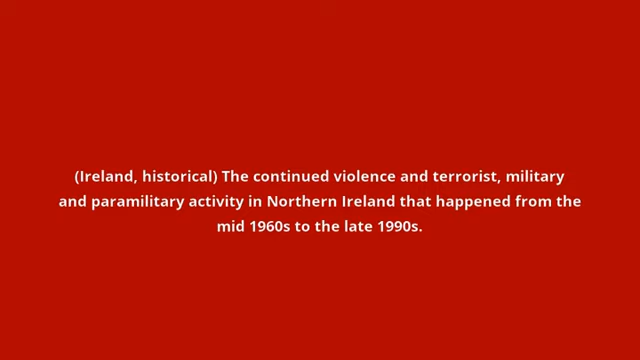 (Ireland, historical) The continued violence and terrorist, military
and paramilitary activity in Northern Ireland that happened from the
mid 1960s to the late 1990s.